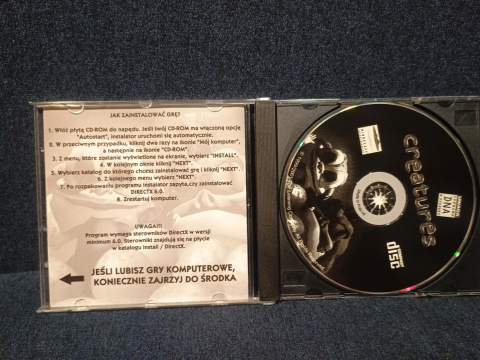 JAK ZAINSTALOWAĆ GRĘ?
1. Włóż płytę CD-ROM do napędu. Jeśli twój CD-ROM ma włączoną opcję
"Autostart", instalator uruchomi się automatycznie.
2. W przeciwnym przypadku, kliknij dwa razy na ikonie "Mój komputer",
a następnie na ikonie "CD-ROM".
3. Z menu, które zostanie wyświetlone na ekranie, wybierz "INSTALL".
4. W kolejnym oknie kliknij "NEXT".
5. Wybierz katalog do którego chcesz zainstalować grę i kliknij "NEXT".
6. Z kolejnego menu wybierz "NEXT".
7. Po rozpakowaniu programu instalator zapyta,czy zainstalować
DIRECTX 6.0.
8. Zrestartuj komputer.
UWAGA!!!
Program wymaga sterowników DirectX w wersji
minimum 6.0. Sterowniki znajdują się na płycie
w katalogu Install / DirectX.
JEŚLI LUBISZ GRY KOMPUTEROWE,
KONIECZNIE ZAJRZYJ DO ŚRODKA
creatures
DNA
disc